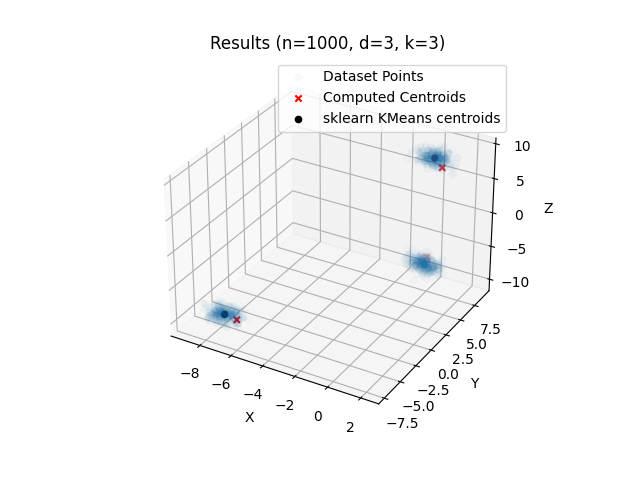 Results (n=1000, d=3, k=3)
Dataset Points
Computed Centroids
sklearn KMeans centroids
10
5
0
−5
−10
Z
7.5
5.0
2.5
0.0
−2.5
−5.0
−7.5
Y
−8
−6
−4
−2
0
2
X